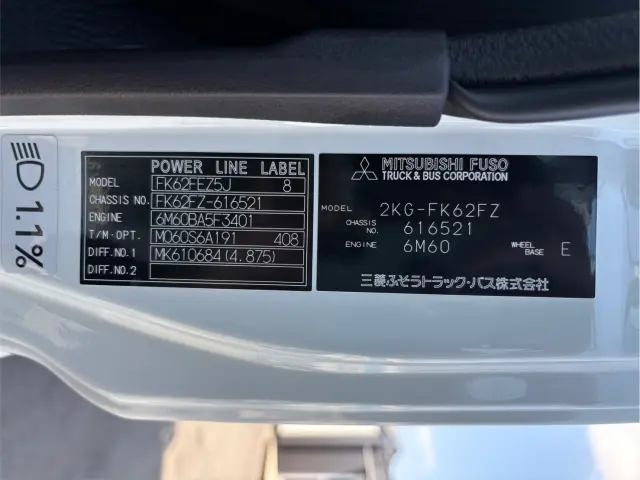 1.1%
POWER LINE LABEL
MODEL FK62FEZ5J 8
CHASSIS NO. FK62FZ-616521
ENGINE 6M60BA5F3401
T/M·OPT. M060S6A191 408
DIFF.NO.1 MK610684(4.875)
DIFF.NO.2
MITSUBISHI FUSO
TRUCK & BUS CORPORATION
MODEL 2KG-FK62FZ
CHASSIS 616521
ENGINE 6M60 WHEEL BASE E
三菱ふそうトラック・バス株式会社